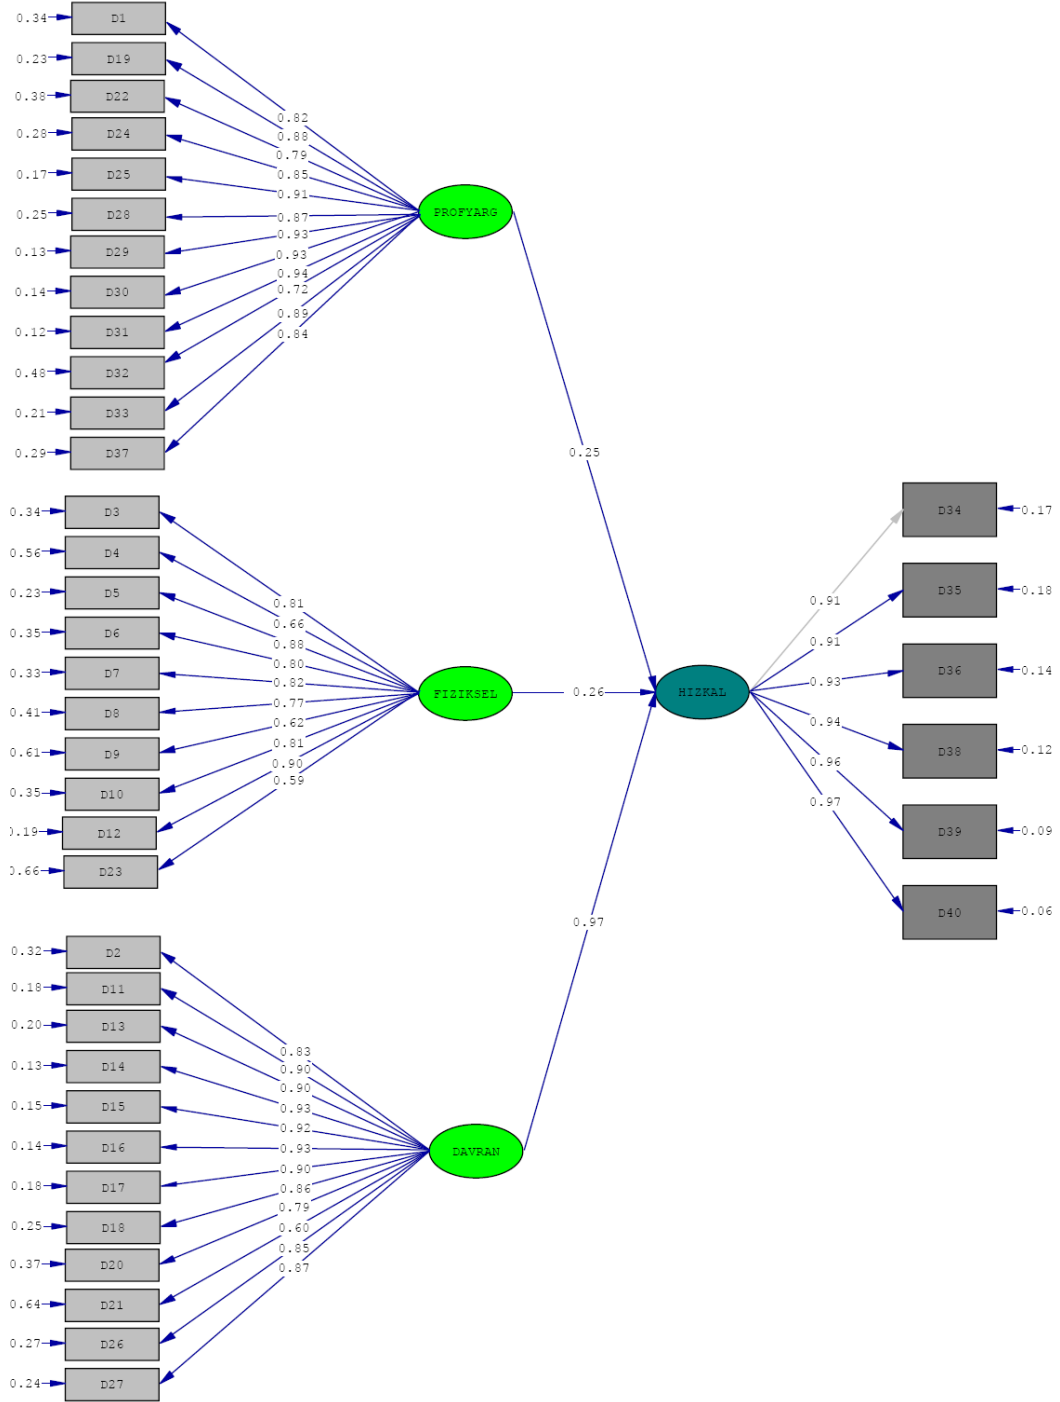 0.34 D1
0.23 D19
0.38 D22
0.28 D24
0.17 D25
0.25 D28
0.13 D29
0.14 D30
0.12 D31
0.48 D32
0.21 D33
0.29 D37
0.82
0.88
0.79
0.85
0.91
0.87
0.93
0.93
0.94
0.72
0.89
0.84
PROFYARG
0.25
0.34 D3
0.56 D4
0.23 D5
0.35 D6
0.33 D7
0.41 D8
0.61 D9
0.35 D10
0.19 D12
0.66 D23
0.81
0.66
0.88
0.80
0.82
0.77
0.62
0.81
0.90
0.59
FIZIKSEL
0.26
HIZKAL
0.91
0.91
0.93
0.94
0.96
0.97
D34 0.17
D35 0.18
D36 0.14
D38 0.12
D39 0.09
D40 0.06
0.97
0.32 D2
0.18 D11
0.20 D13
0.13 D14
0.15 D15
0.14 D16
0.18 D17
0.25 D18
0.37 D20
0.64 D21
0.27 D26
0.24 D27
0.83
0.90
0.90
0.93
0.92
0.93
0.90
0.86
0.79
0.60
0.85
0.87
DAVRAN